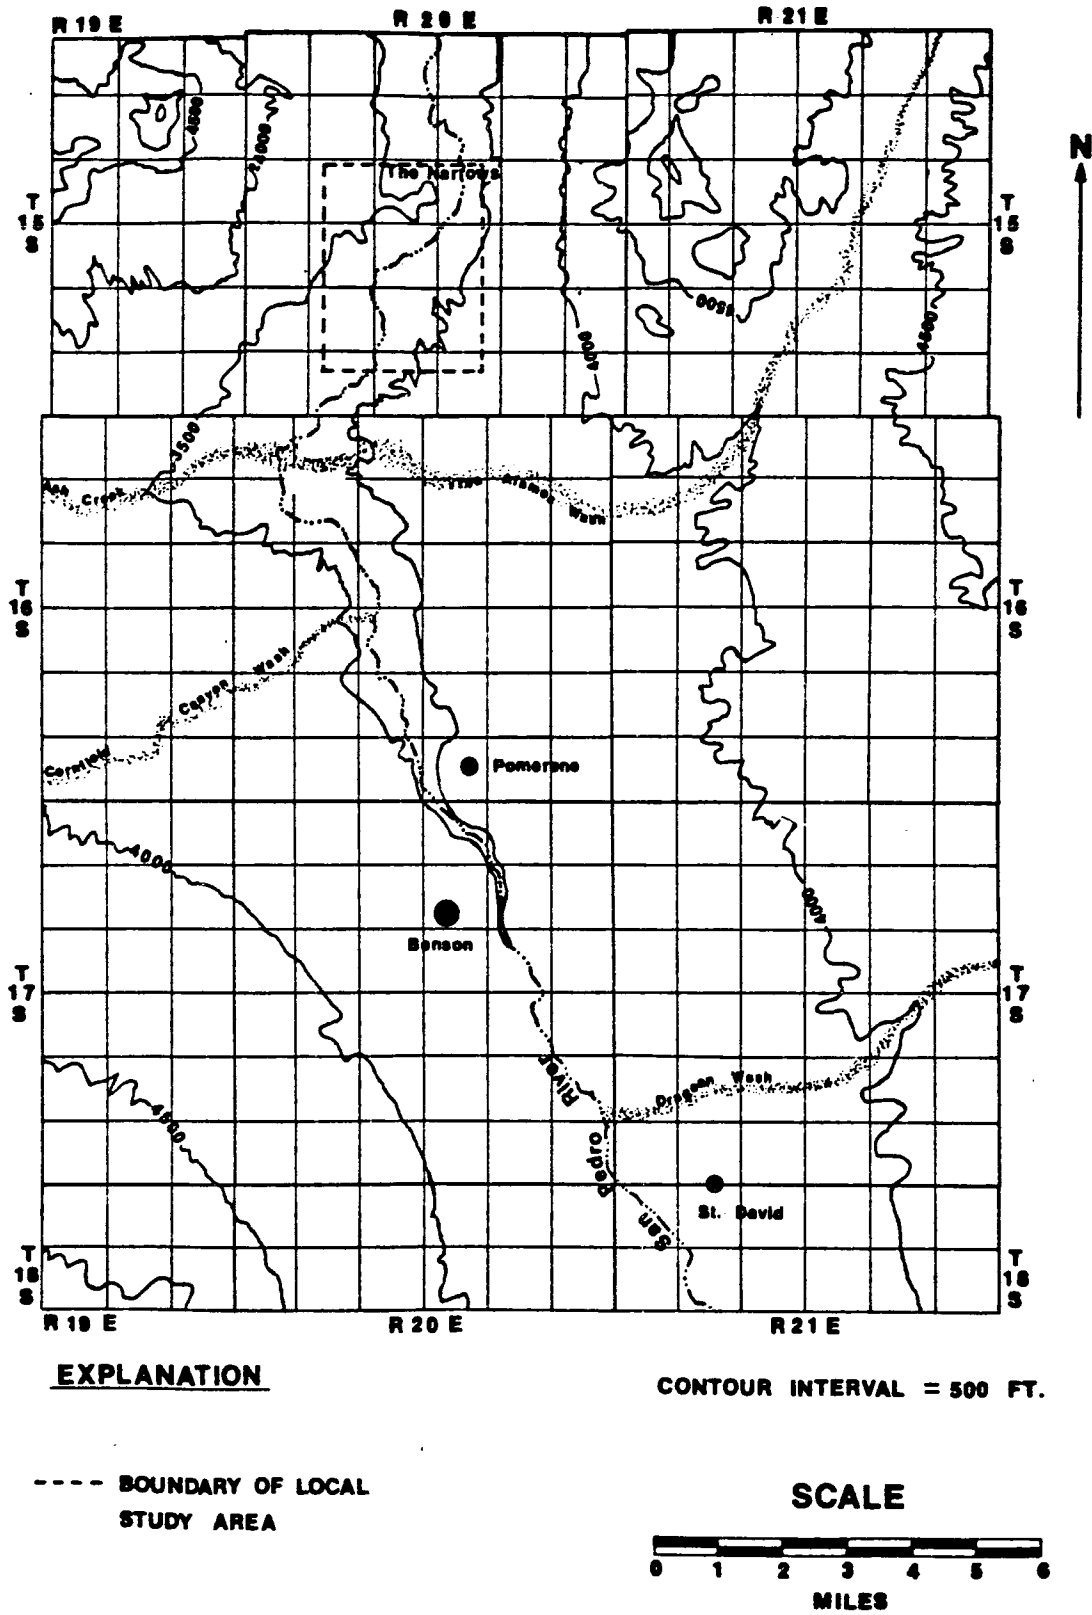 R 19 E
R 20 E
R 21 E
N
4500
4000
The Narrows
T
15
S
T
15
S
4500
4500
4000
3500
Ash Creek
Tres Alamos Wash
T
16
S
T
16
S
Canyon Wash
Cornfield
Pomerene
4000
4000
Benson
T
17
S
T
17
S
River
Dragoon Wash
4500
Pedro
St. David
San
T
18
S
T
18
S
R 19 E
R 20 E
R 21 E
EXPLANATION
CONTOUR INTERVAL = 500 FT.
BOUNDARY OF LOCAL
STUDY AREA
SCALE
0 1 2 3 4 5 6
MILES